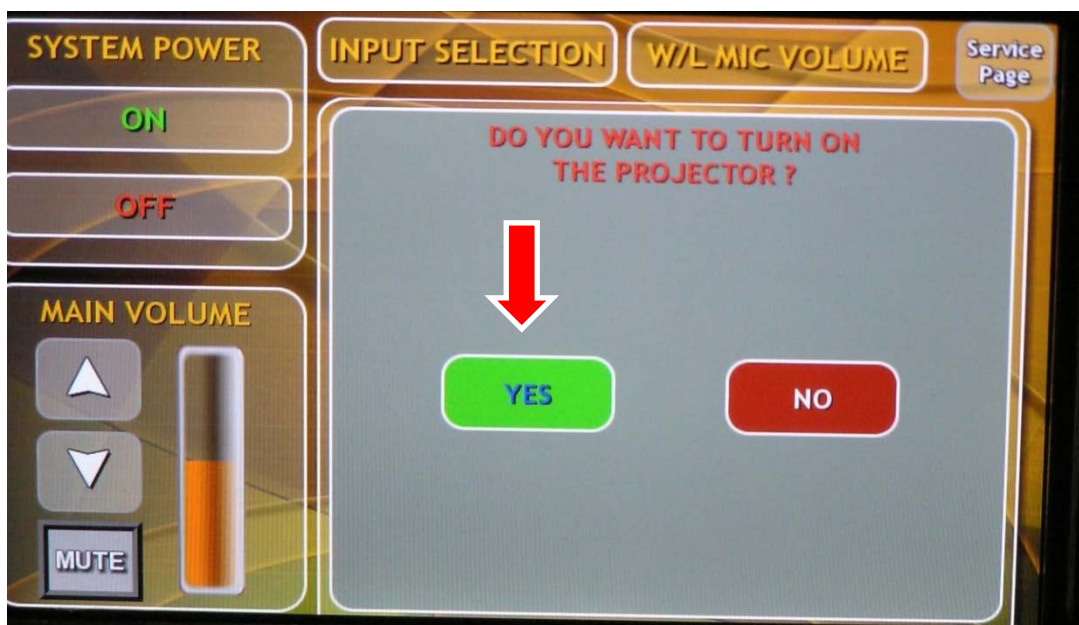 SYSTEM POWER
ON
OFF
MAIN VOLUME
MUTE
INPUT SELECTION
W/L MIC VOLUME
Service
Page
DO YOU WANT TO TURN ON
THE PROJECTOR ?
YES
NO